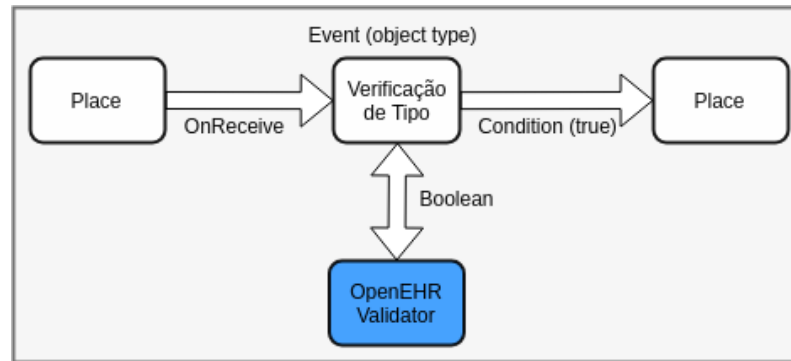 Event (object type)
Place
Verificação
de Tipo
Place
OnReceive
Condition (true)
Boolean
OpenEHR
Validator